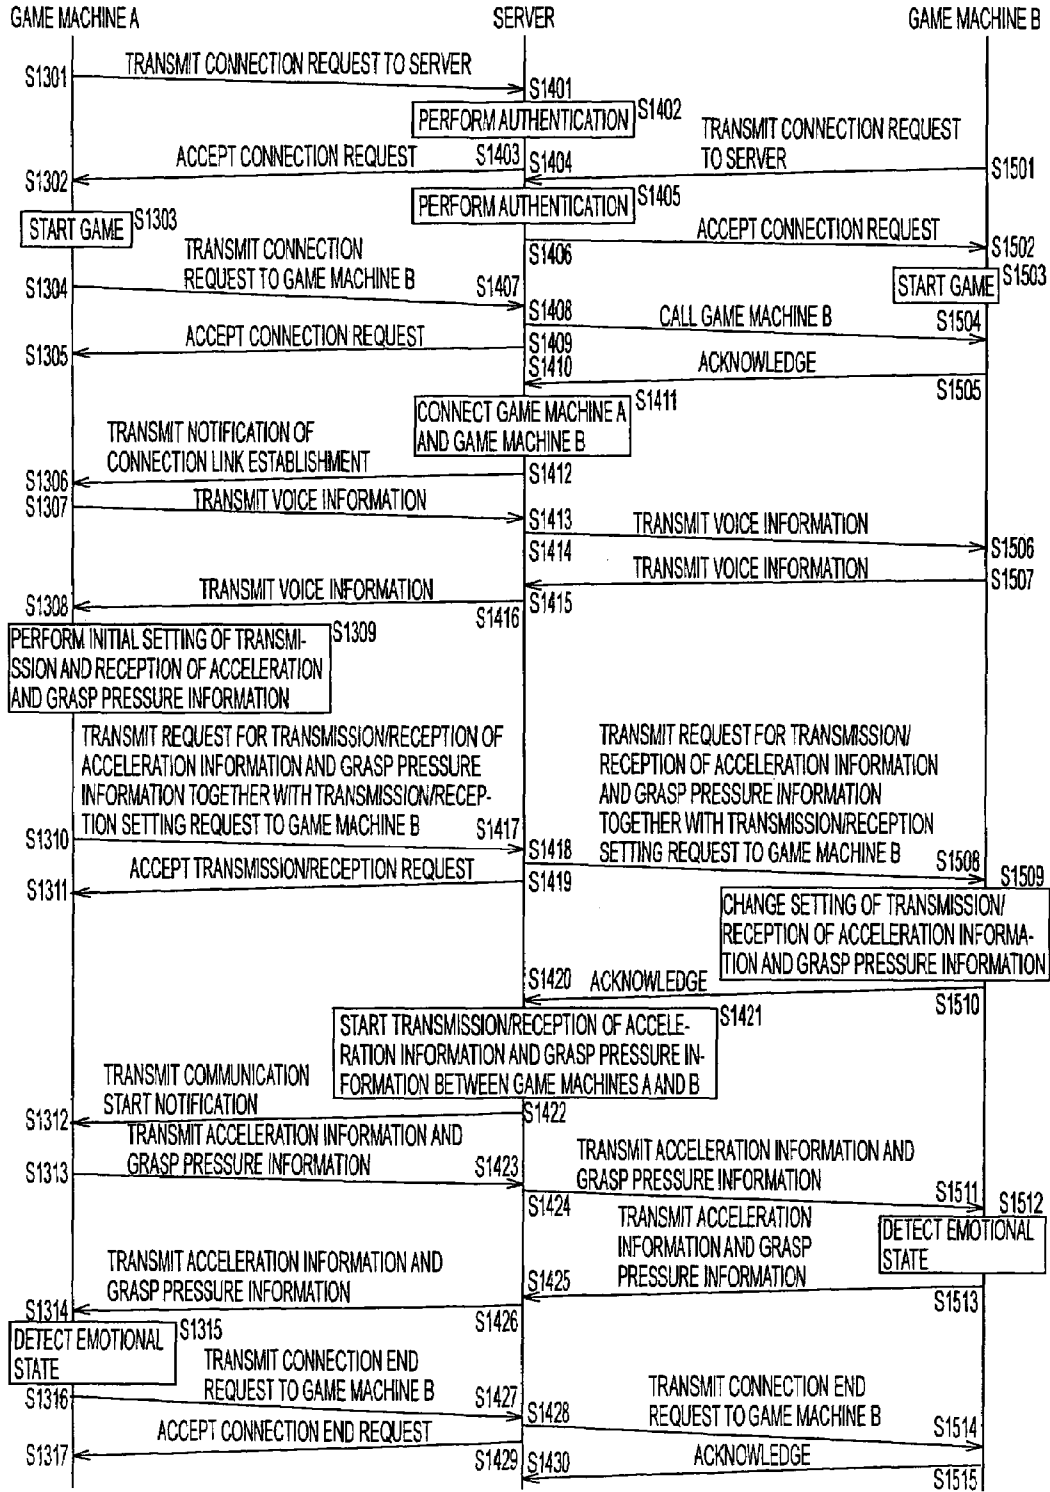 GAME MACHINE A
SERVER
GAME MACHINE B
TRANSMIT CONNECTION REQUEST TO SERVER
S1301
S1401
PERFORM AUTHENTICATION
S1402
TRANSMIT CONNECTION REQUEST
TO SERVER
ACCEPT CONNECTION REQUEST
S1403
S1404
S1501
S1302
PERFORM AUTHENTICATION
S1405
START GAME
S1303
ACCEPT CONNECTION REQUEST
S1406
S1502
TRANSMIT CONNECTION
REQUEST TO GAME MACHINE B
S1304
S1407
START GAME
S1503
S1408
CALL GAME MACHINE B
S1504
ACCEPT CONNECTION REQUEST
S1305
S1409
S1410
ACKNOWLEDGE
S1505
CONNECT GAME MACHINE A
AND GAME MACHINE B
S1411
TRANSMIT NOTIFICATION OF
CONNECTION LINK ESTABLISHMENT
S1306
S1412
S1307
TRANSMIT VOICE INFORMATION
S1413
TRANSMIT VOICE INFORMATION
S1414
S1506
TRANSMIT VOICE INFORMATION
S1507
TRANSMIT VOICE INFORMATION
S1308
S1416
S1415
PERFORM INITIAL SETTING OF TRANSMI-
SSION AND RECEPTION OF ACCELERATION
AND GRASP PRESSURE INFORMATION
S1309
TRANSMIT REQUEST FOR TRANSMISSION/RECEPTION OF
ACCELERATION INFORMATION AND GRASP PRESSURE
INFORMATION TOGETHER WITH TRANSMISSION/RECEP-
TION SETTING REQUEST TO GAME MACHINE B
S1310
S1417
TRANSMIT REQUEST FOR TRANSMISSION/
RECEPTION OF ACCELERATION INFORMATION
AND GRASP PRESSURE INFORMATION
TOGETHER WITH TRANSMISSION/RECEPTION
SETTING REQUEST TO GAME MACHINE B
S1418
S1508
ACCEPT TRANSMISSION/RECEPTION REQUEST
S1311
S1419
S1509
CHANGE SETTING OF TRANSMISSION/
RECEPTION OF ACCELERATION INFORMA-
TION AND GRASP PRESSURE INFORMATION
S1420
ACKNOWLEDGE
S1510
START TRANSMISSION/RECEPTION OF ACCELE-
RATION INFORMATION AND GRASP PRESSURE IN-
FORMATION BETWEEN GAME MACHINES A AND B
S1421
TRANSMIT COMMUNICATION
START NOTIFICATION
S1312
S1422
TRANSMIT ACCELERATION INFORMATION AND
GRASP PRESSURE INFORMATION
S1313
S1423
TRANSMIT ACCELERATION INFORMATION AND
GRASP PRESSURE INFORMATION
S1424
S1511
S1512
DETECT EMOTIONAL
STATE
TRANSMIT ACCELERATION
INFORMATION AND GRASP
PRESSURE INFORMATION
S1425
S1513
TRANSMIT ACCELERATION INFORMATION AND
GRASP PRESSURE INFORMATION
S1314
S1426
DETECT EMOTIONAL
STATE
S1315
TRANSMIT CONNECTION END
REQUEST TO GAME MACHINE B
S1316
S1427
TRANSMIT CONNECTION END
REQUEST TO GAME MACHINE B
S1428
S1514
ACCEPT CONNECTION END REQUEST
S1317
S1429
S1430
ACKNOWLEDGE
S1515